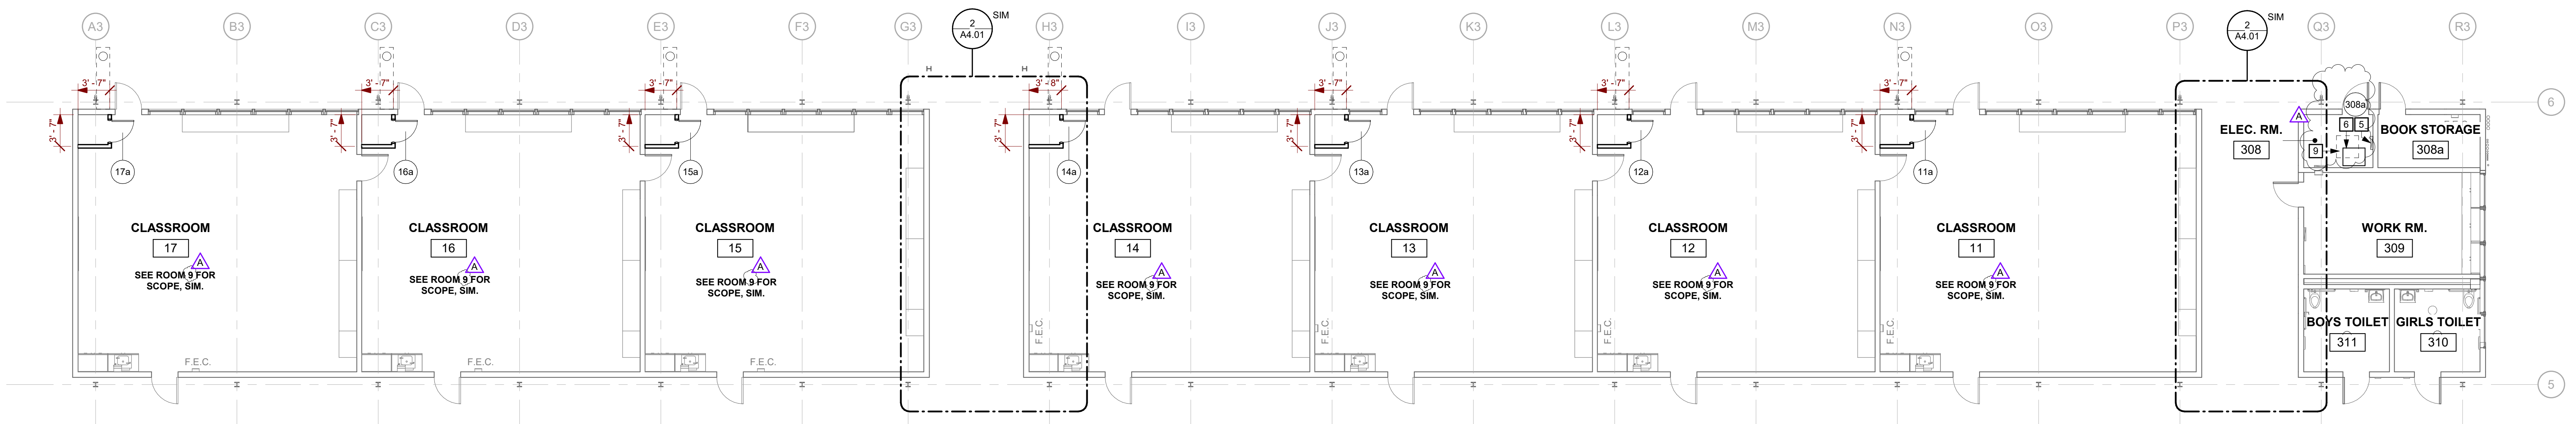 A3
B3
C3
D3
E3
F3
G3
2
A4.01
SIM
H3
I3
J3
K3
L3
M3
N3
O3
P3
2
A4.01
SIM
Q3
R3
3' - 7"
3' - 7"
3' - 7"
3' - 8"
3' - 7"
3' - 7"
3' - 7"
6
3' - 7"
3' - 7"
3' - 7"
3' - 7"
3' - 7"
3' - 7"
3' - 7"
17a
16a
15a
14a
13a
12a
11a
308a
A
6
5
9
ELEC. RM.
308
BOOK STORAGE
308a
CLASSROOM
17
A
SEE ROOM 9 FOR
SCOPE, SIM.
CLASSROOM
16
A
SEE ROOM 9 FOR
SCOPE, SIM.
CLASSROOM
15
A
SEE ROOM 9 FOR
SCOPE, SIM.
CLASSROOM
14
A
SEE ROOM 9 FOR
SCOPE, SIM.
CLASSROOM
13
A
SEE ROOM 9 FOR
SCOPE, SIM.
CLASSROOM
12
A
SEE ROOM 9 FOR
SCOPE, SIM.
CLASSROOM
11
A
SEE ROOM 9 FOR
SCOPE, SIM.
WORK RM.
309
BOYS TOILET
311
GIRLS TOILET
310
F.E.C.
F.E.C.
F.E.C.
F.E.C.
F.E.C.
F.E.C.
5